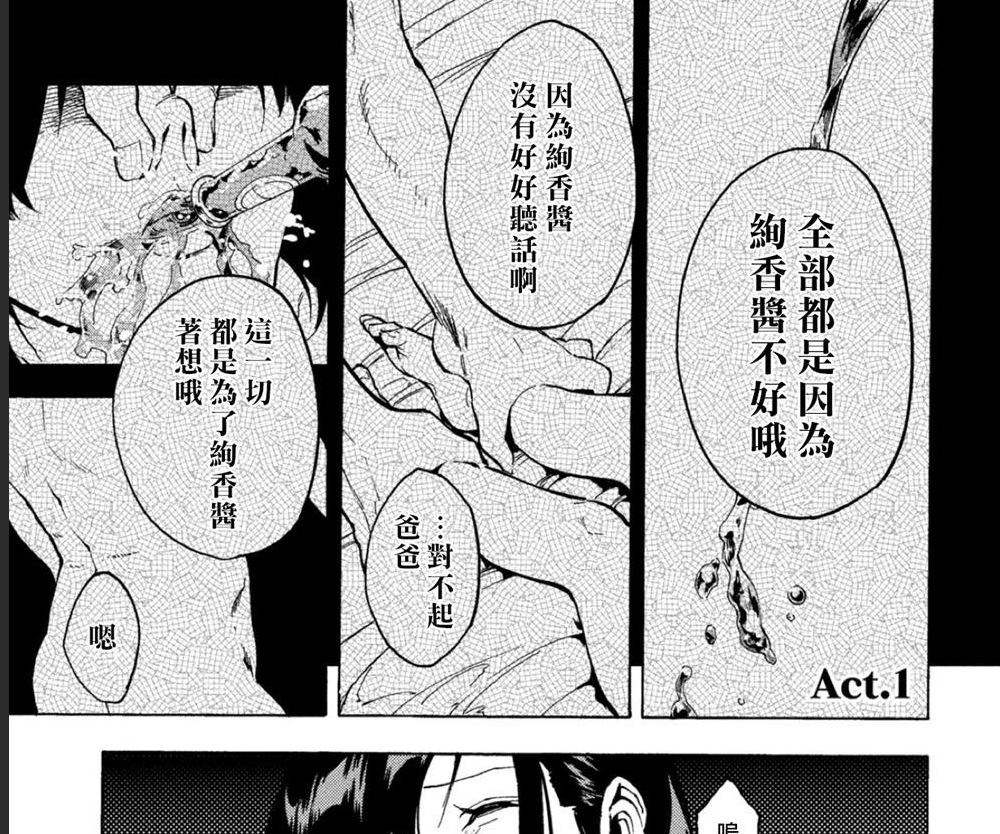 全部都是因為
絢香醬不好哦
Act.1
因為絢香醬
沒有好好聽話啊
…對不起
爸爸
這一切
都是為了絢香醬
著想哦
嗯
嗚